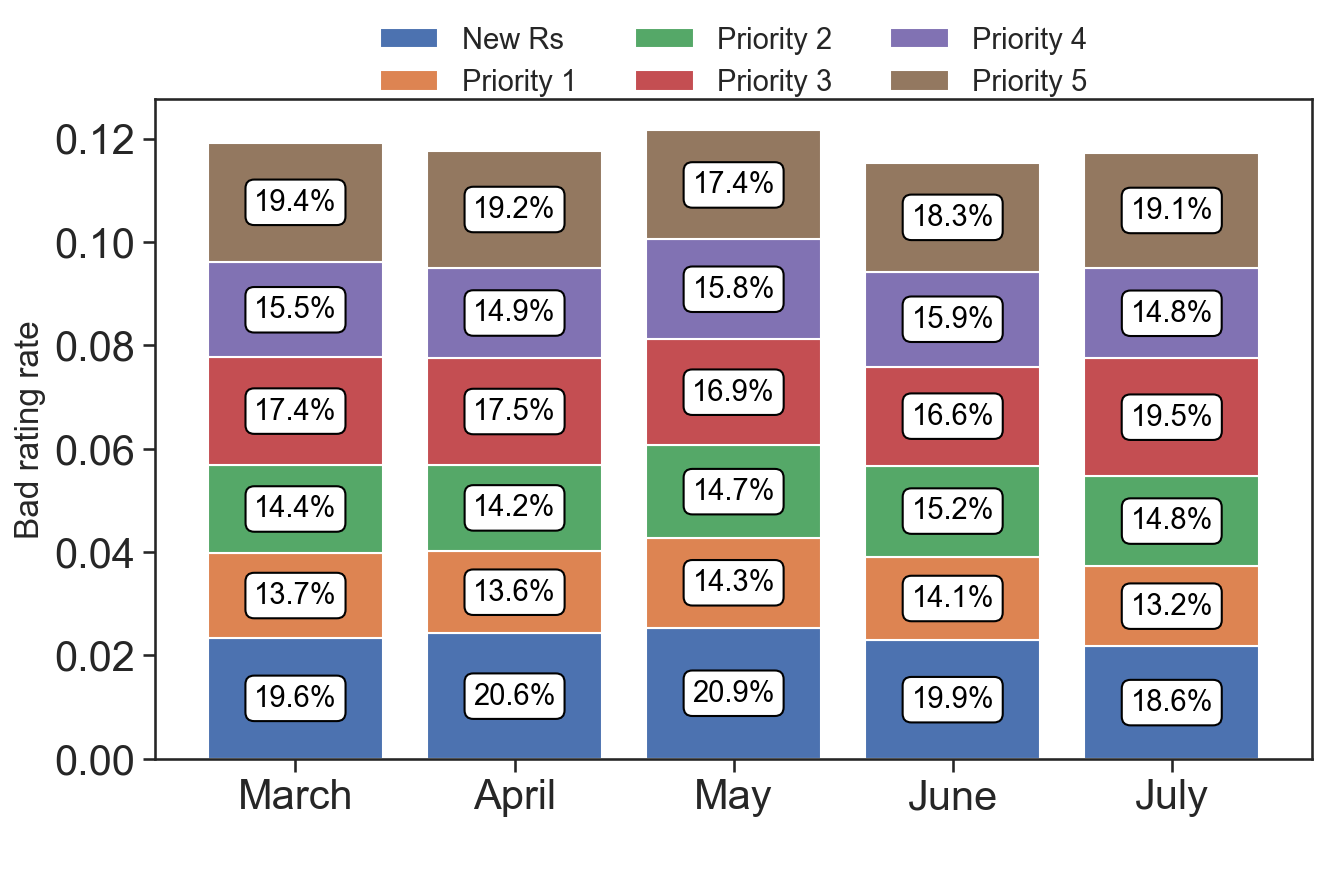 New Rs Priority 2 Priority 4
Priority 1 Priority 3 Priority 5
Bad rating rate
0.12
0.10
0.08
0.06
0.04
0.02
0.00
19.4% 19.2% 17.4% 18.3% 19.1%
15.5% 14.9% 15.8% 15.9% 14.8%
17.4% 17.5% 16.9% 16.6% 19.5%
14.4% 14.2% 14.7% 15.2% 14.8%
13.7% 13.6% 14.3% 14.1% 13.2%
19.6% 20.6% 20.9% 19.9% 18.6%
March April May June July